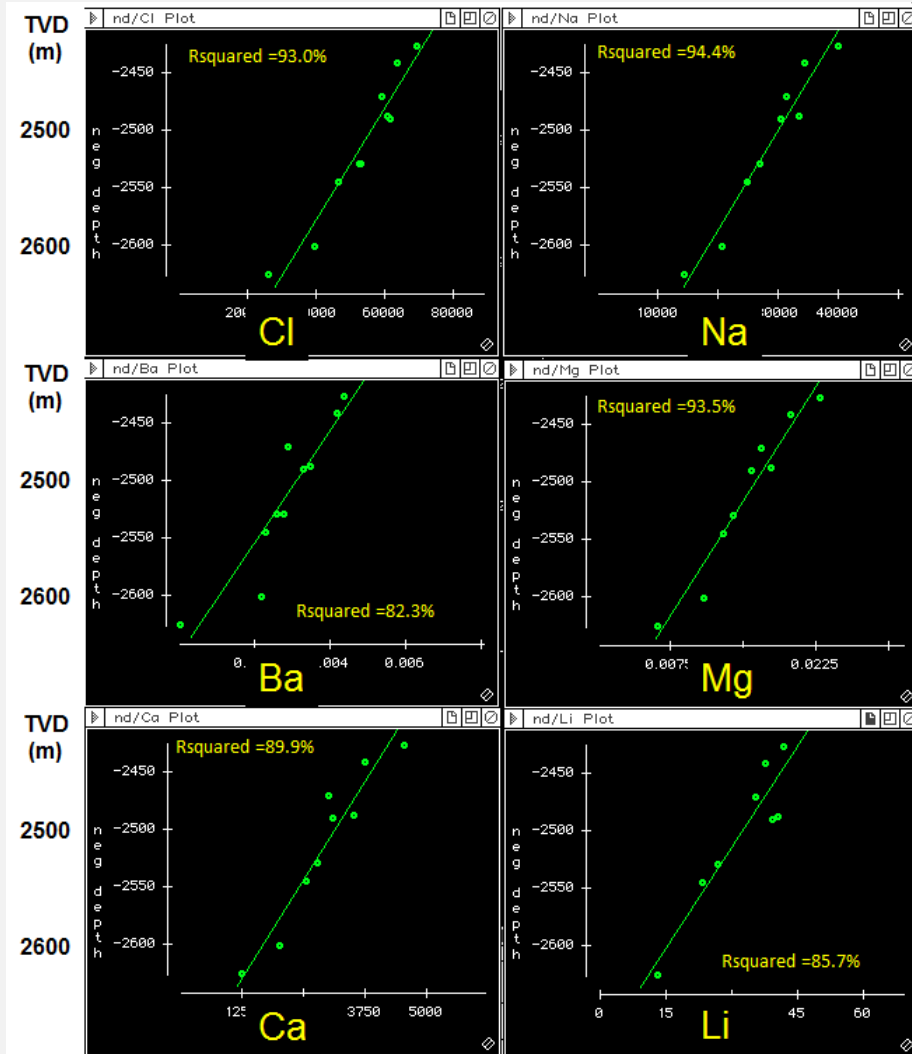 TVD
(m)
2500
2600
nd/Cl Plot
Rsquared =93.0%
-2450
-2500
-2550
-2600
neg depth
60000
80000
Cl
nd/Na Plot
Rsquared =94.4%
-2450
-2500
-2550
-2600
neg depth
10000
40000
Na
TVD
(m)
2500
2600
nd/Ba Plot
-2450
-2500
-2550
-2600
neg depth
Rsquared =82.3%
0.006
Ba
nd/Mg Plot
Rsquared =93.5%
-2450
-2500
-2550
-2600
neg depth
0.0225
Mg
TVD
(m)
2500
2600
nd/Ca Plot
Rsquared =89.9%
-2450
-2500
-2550
-2600
neg depth
3750
5000
Ca
nd/Li Plot
-2450
-2500
-2550
-2600
neg depth
Rsquared =85.7%
0
15
45
60
Li